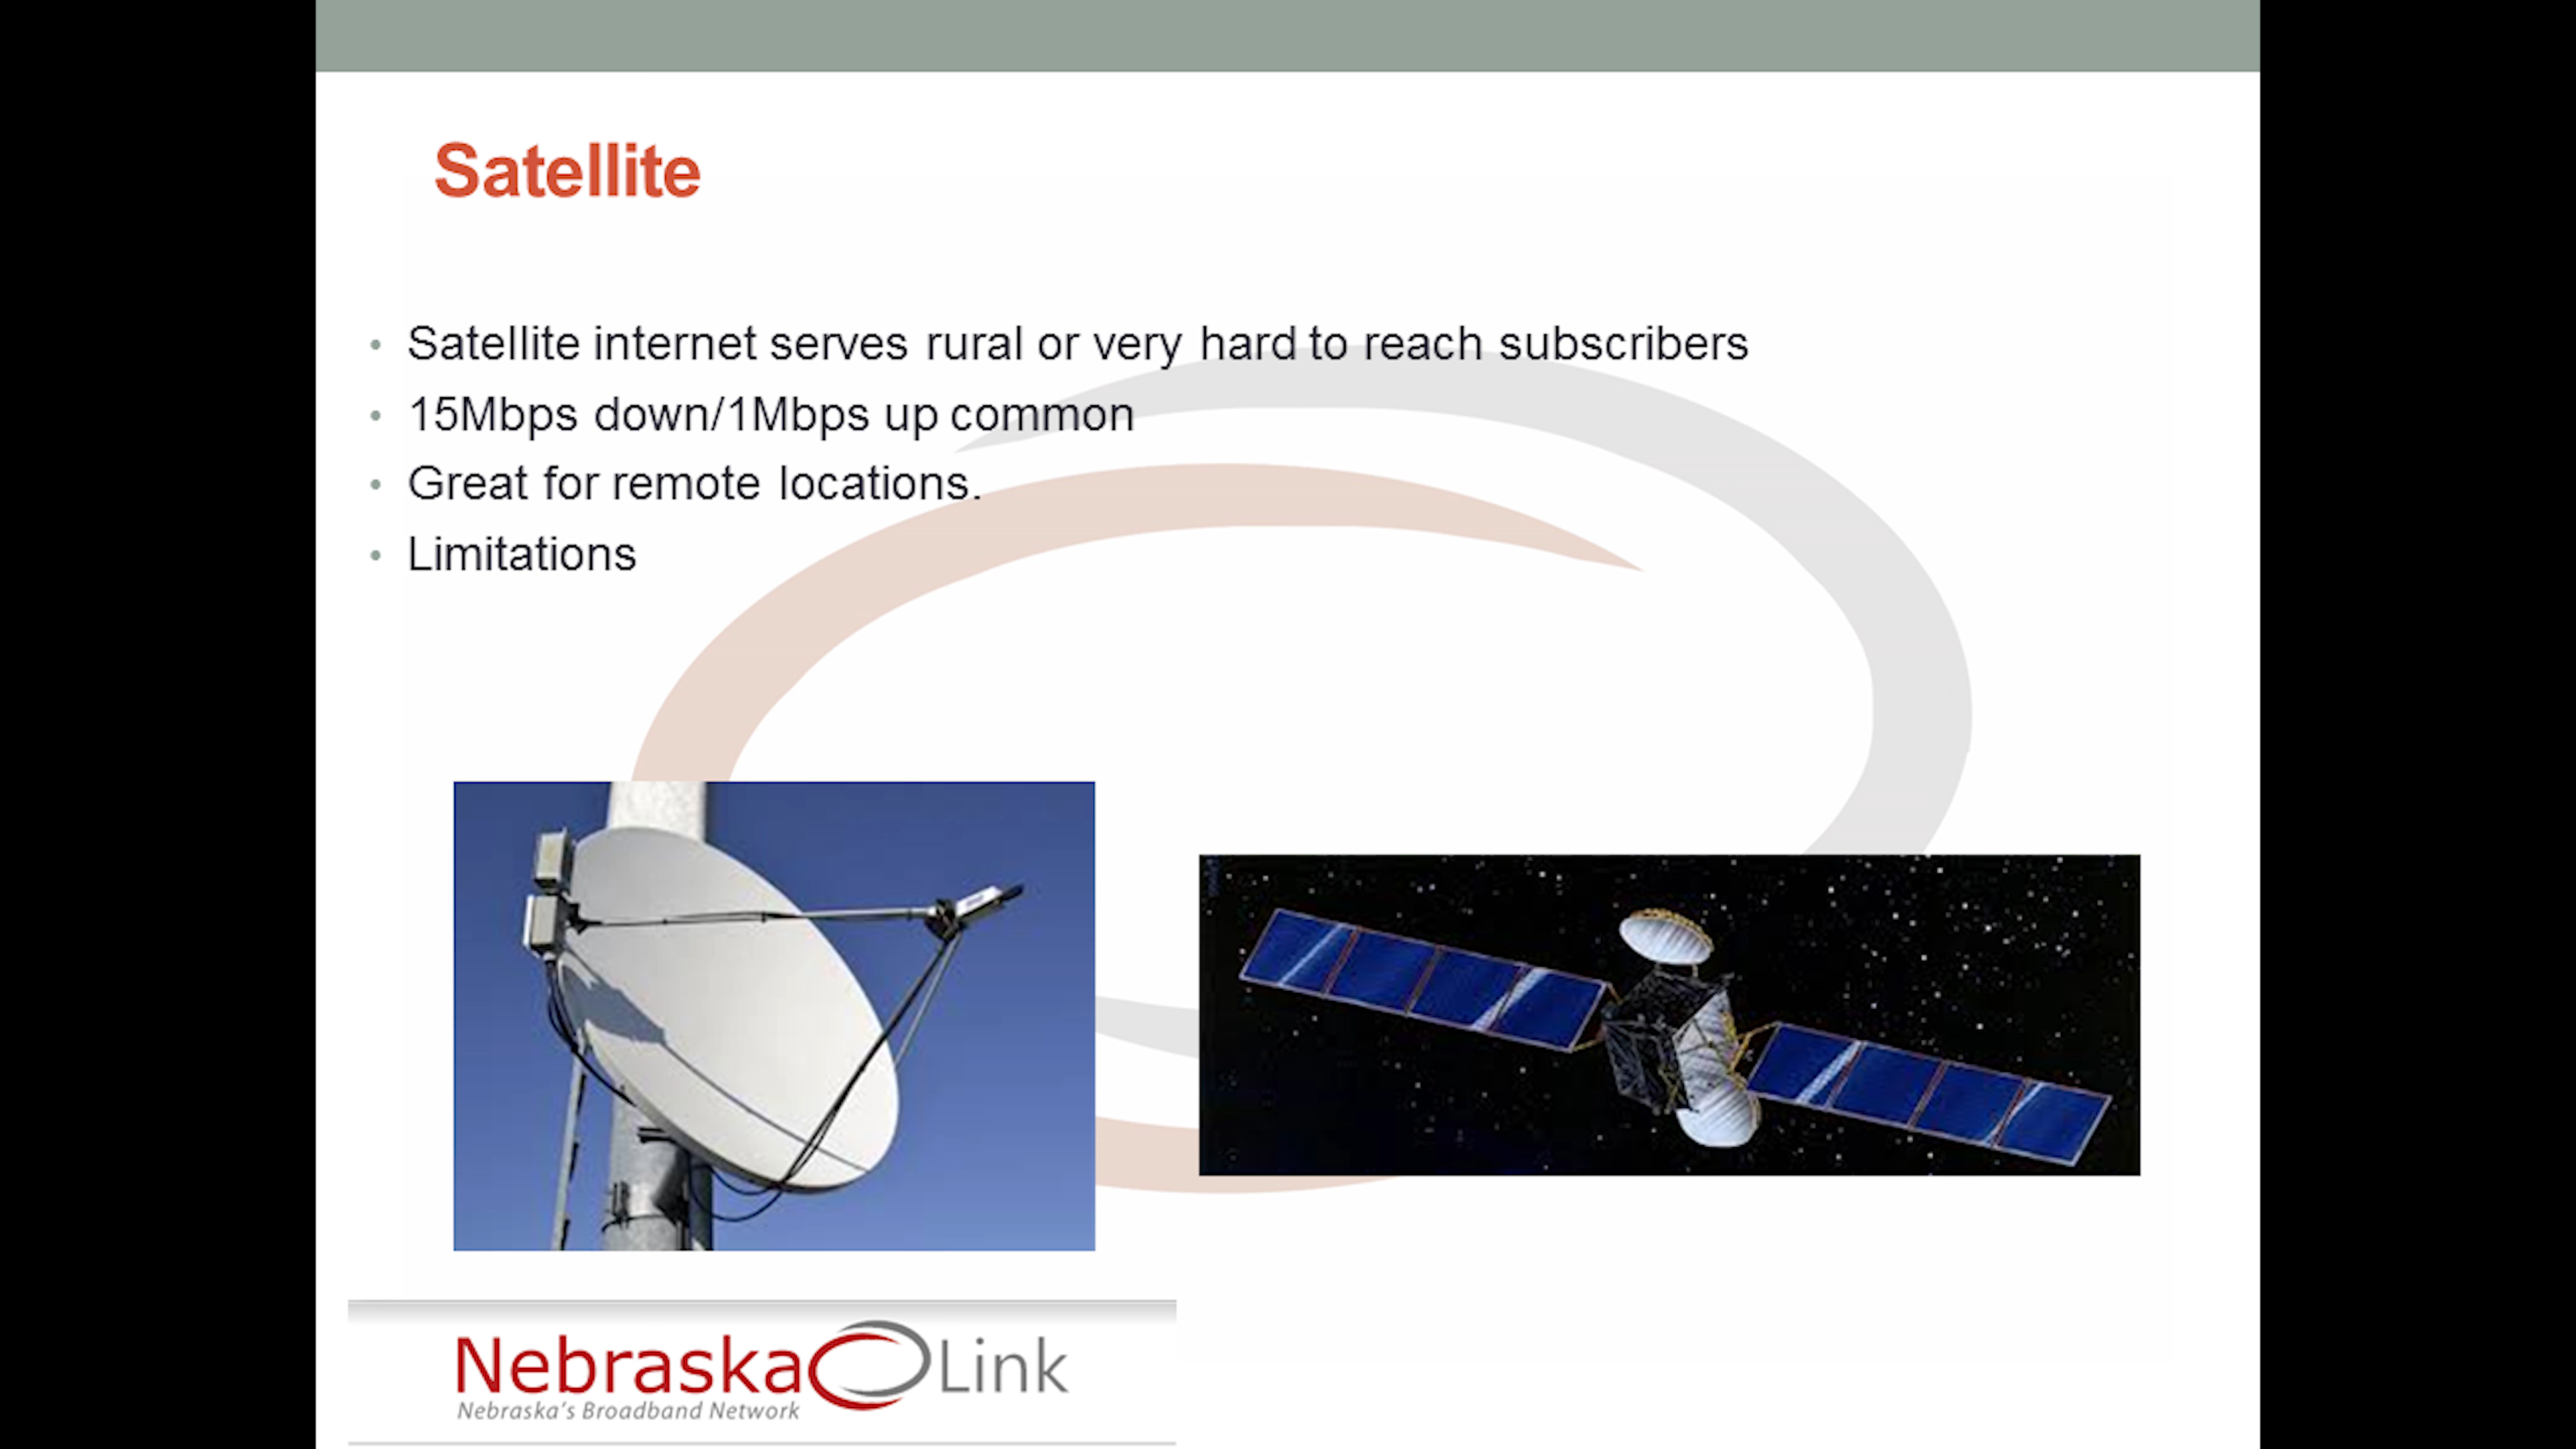 Satellite
• Satellite internet serves rural or very hard to reach subscribers
• 15Mbps down/1Mbps up common
• Great for remote locations.
• Limitations
Nebraska Link
Nebraska's Broadband Network